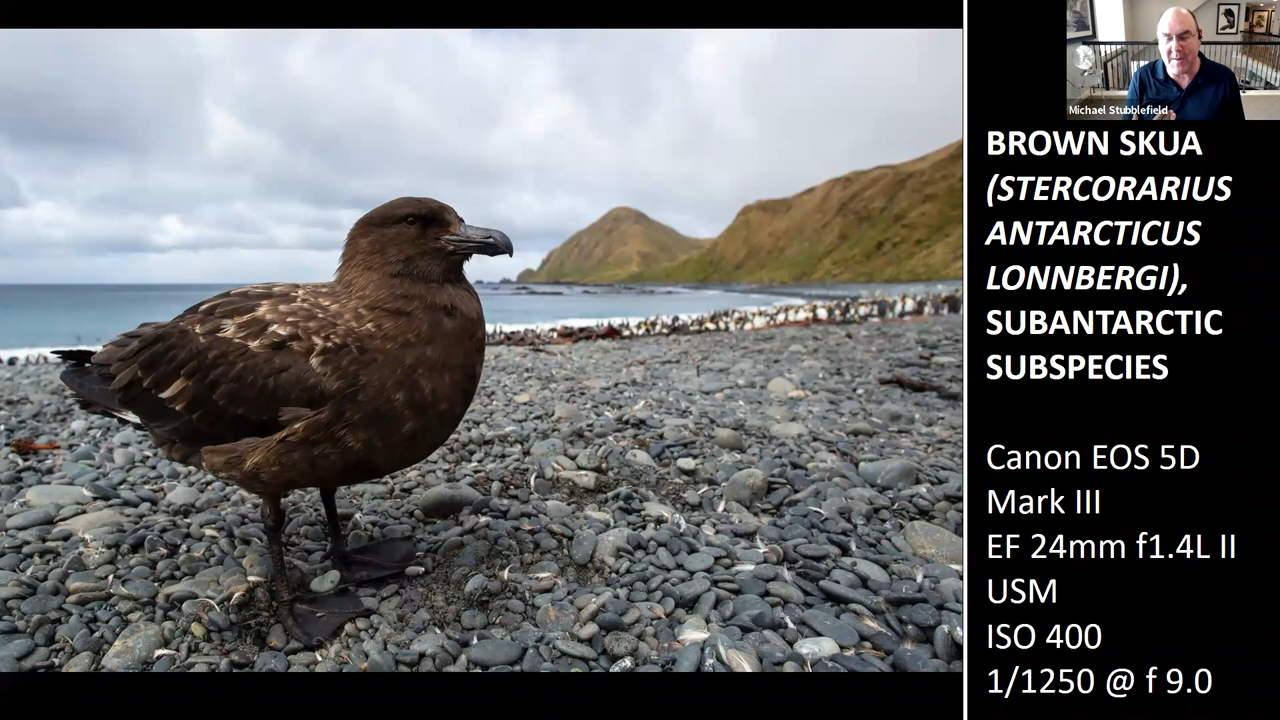 Michael Stubblefield
BROWN SKUA
(STERCORARIUS
ANTARCTICUS
LONNBERGI),
SUBANTARCTIC
SUBSPECIES
Canon EOS 5D
Mark III
EF 24mm f1.4L II
USM
ISO 400
1/1250 @ f 9.0